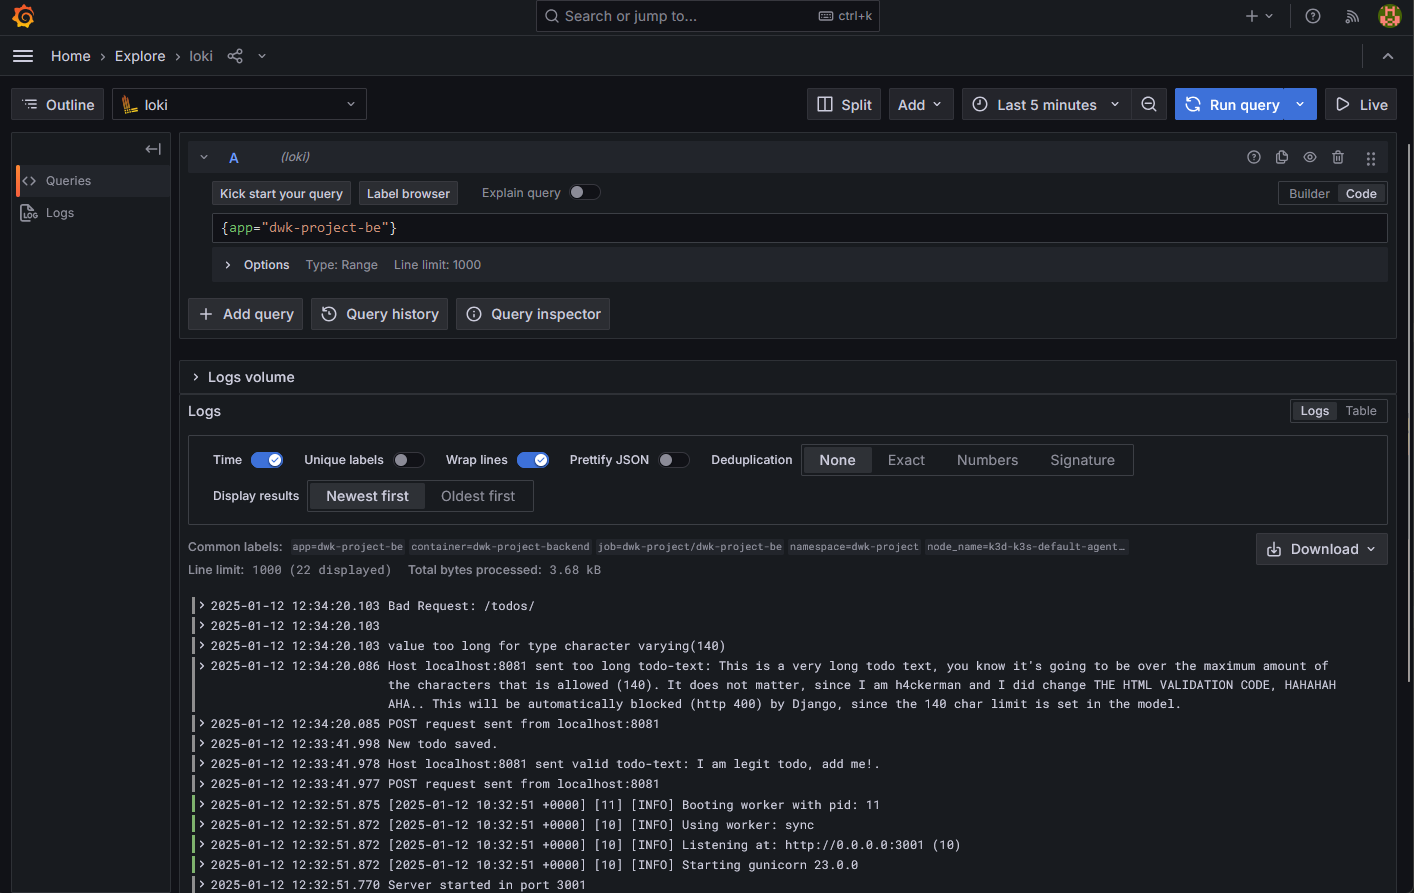 Search or jump to... ctrl+k
Home › Explore › loki
Outline loki Split Add Last 5 minutes Run query Live
Queries
Logs
A (loki)
Kick start your query Label browser Explain query Builder Code
{app="dwk-project-be"}
Options Type: Range Line limit: 1000
Add query Query history Query inspector
Logs volume
Logs Logs Table
Time Unique labels Wrap lines Prettify JSON Deduplication None Exact Numbers Signature
Display results Newest first Oldest first
Common labels: app=dwk-project-be container=dwk-project-backend job=dwk-project/dwk-project-be namespace=dwk-project node_name=k3d-k3s-default-agent… Download
Line limit: 1000 (22 displayed) Total bytes processed: 3.68 kB
2025-01-12 12:34:20.103 Bad Request: /todos/
2025-01-12 12:34:20.103
2025-01-12 12:34:20.103 value too long for type character varying(140)
2025-01-12 12:34:20.086 Host localhost:8081 sent too long todo-text: This is a very long todo text, you know it's going to be over the maximum amount of
the characters that is allowed (140). It does not matter, since I am h4ckerman and I did change THE HTML VALIDATION CODE, HAHAHAH
AHA.. This will be automatically blocked (http 400) by Django, since the 140 char limit is set in the model.
2025-01-12 12:34:20.085 POST request sent from localhost:8081
2025-01-12 12:33:41.998 New todo saved.
2025-01-12 12:33:41.978 Host localhost:8081 sent valid todo-text: I am legit todo, add me!.
2025-01-12 12:33:41.977 POST request sent from localhost:8081
2025-01-12 12:32:51.875 [2025-01-12 10:32:51 +0000] [11] [INFO] Booting worker with pid: 11
2025-01-12 12:32:51.872 [2025-01-12 10:32:51 +0000] [10] [INFO] Using worker: sync
2025-01-12 12:32:51.872 [2025-01-12 10:32:51 +0000] [10] [INFO] Listening at: http://0.0.0.0:3001 (10)
2025-01-12 12:32:51.872 [2025-01-12 10:32:51 +0000] [10] [INFO] Starting gunicorn 23.0.0
2025-01-12 12:32:51.770 Server started in port 3001